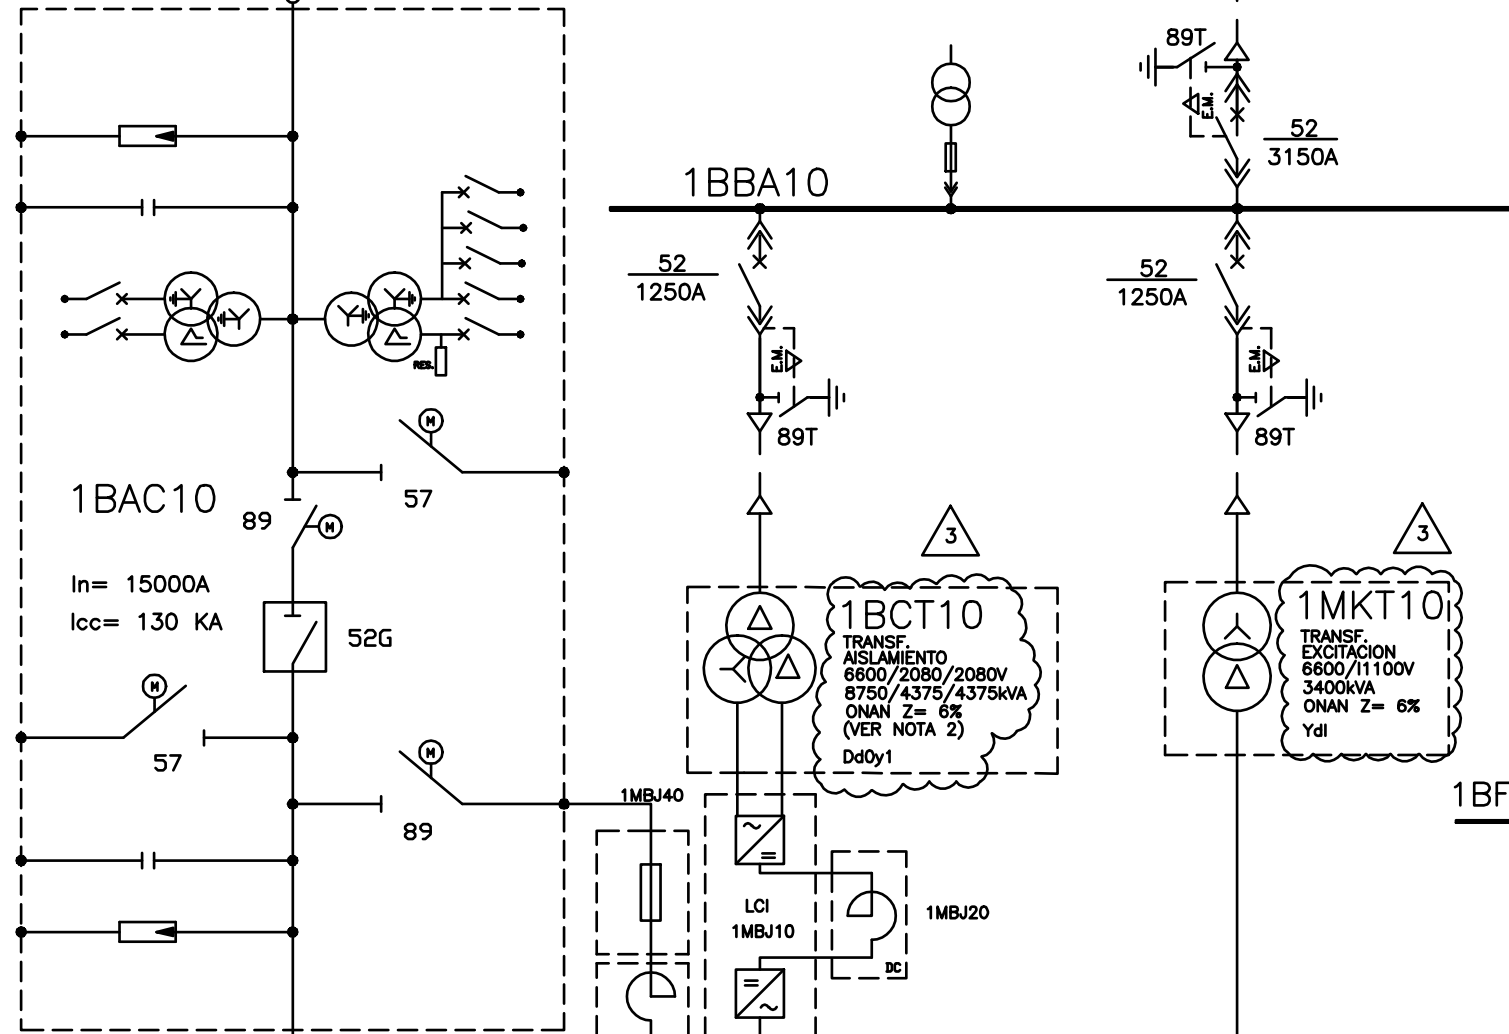 89T
E.M.
52
3150A
1BBA10
52
1250A
52
1250A
E.M.
E.M.
RES.
M
89T
89T
57
1BAC10
89
M
3
3
In= 15000A
Icc= 130 KA
52G
1BCT10
TRANSF.
AISLAMIENTO
6600/2080/2080V
8750/4375/4375kVA
ONAN Z= 6%
(VER NOTA 2)
Dd0y1
1MKT10
TRANSF.
EXCITACION
6600/11100V
3400kVA
ONAN Z= 6%
Yd1
M
57
M
89
1MBJ40
1BF
LCI
1MBJ10
1MBJ20
DC